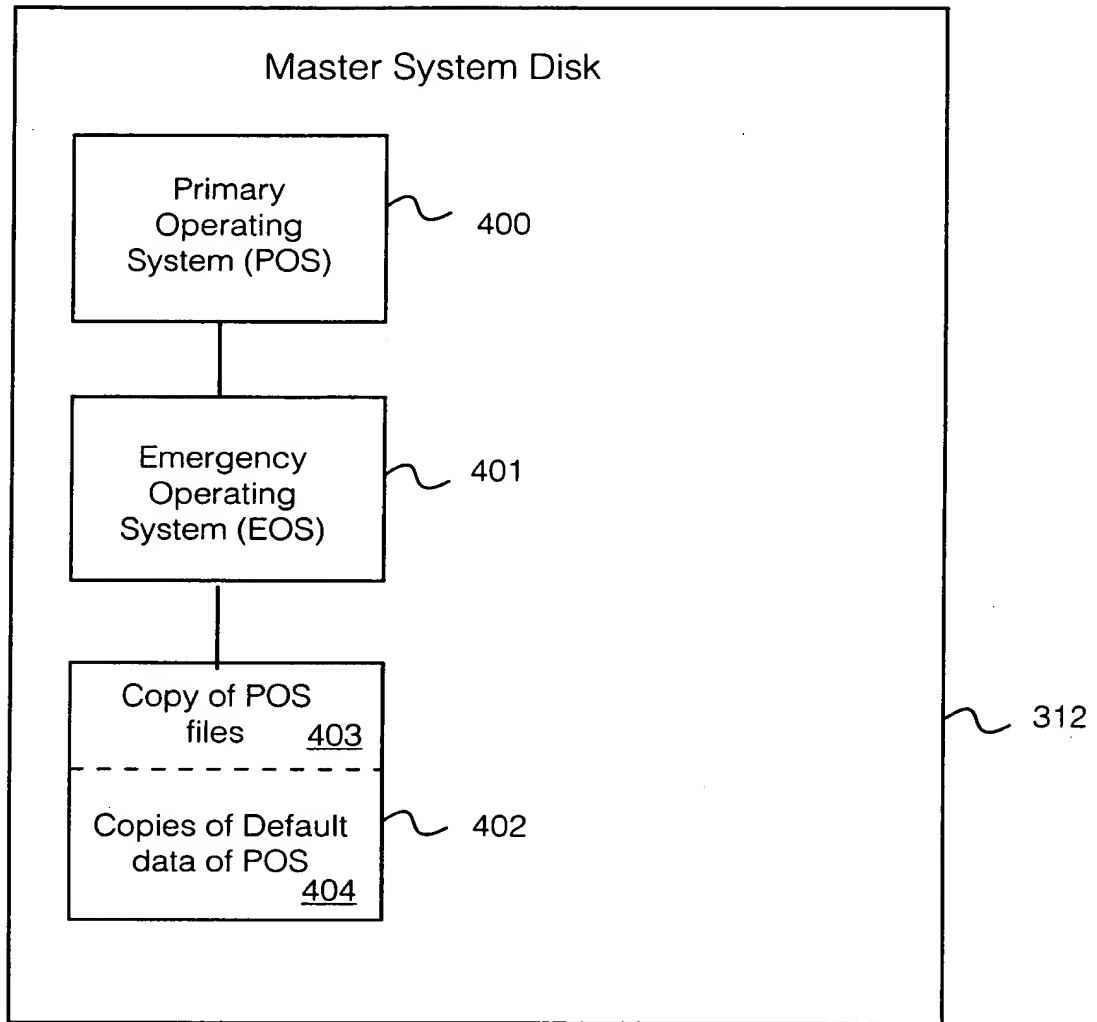 Master System Disk
Primary
Operating
System (POS)
400
Emergency
Operating
System (EOS)
401
Copy of POS
files
403
312
Copies of Default
data of POS
404
402